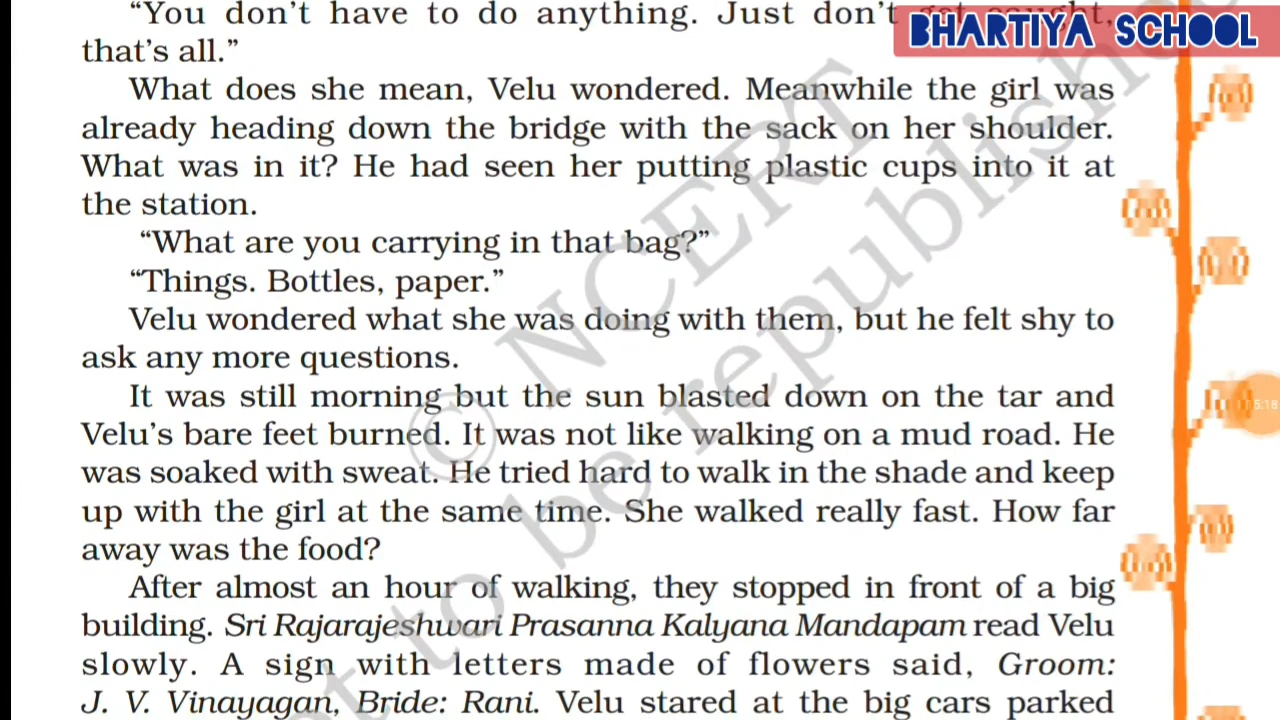 “You don’t have to do anything. Just don’t get caught,
that’s all.”
BHARTIYA SCHOOL
What does she mean, Velu wondered. Meanwhile the girl was
already heading down the bridge with the sack on her shoulder.
What was in it? He had seen her putting plastic cups into it at
the station.
“What are you carrying in that bag?”
“Things. Bottles, paper.”
Velu wondered what she was doing with them, but he felt shy to
ask any more questions.
It was still morning but the sun blasted down on the tar and
Velu’s bare feet burned. It was not like walking on a mud road. He
was soaked with sweat. He tried hard to walk in the shade and keep
up with the girl at the same time. She walked really fast. How far
away was the food?
After almost an hour of walking, they stopped in front of a big
building. Sri Rajarajeshwari Prasanna Kalyana Mandapam read Velu
slowly. A sign with letters made of flowers said, Groom:
J. V. Vinayagan, Bride: Rani. Velu stared at the big cars parked
© NCERT
not to be republished